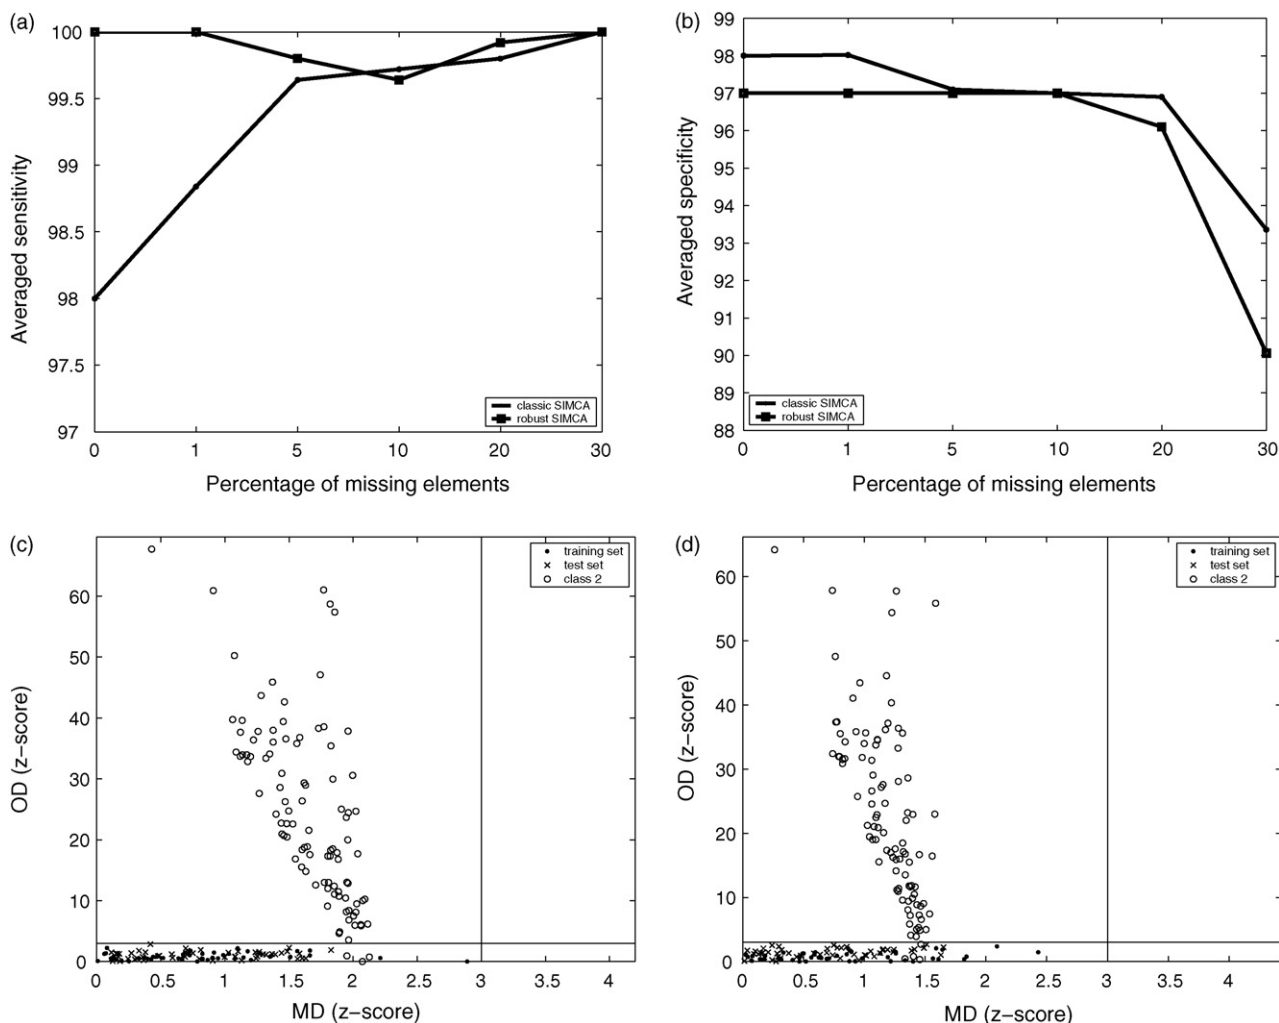 (a)
100
99.5
99
98.5
98
97.5
97
Averaged sensitivity
0 1 5 10 20 30
Percentage of missing elements
classic SIMCA
robust SIMCA
(b)
99
98
97
96
95
94
93
92
91
90
89
88
Averaged specificity
0 1 5 10 20 30
Percentage of missing elements
classic SIMCA
robust SIMCA
(c)
60
50
40
30
20
10
0
OD (z-score)
0 0.5 1 1.5 2 2.5 3 3.5 4
MD (z-score)
training set
test set
class 2
(d)
60
50
40
30
20
10
0
OD (z-score)
0 0.5 1 1.5 2 2.5 3 3.5 4
MD (z-score)
training set
test set
class 2